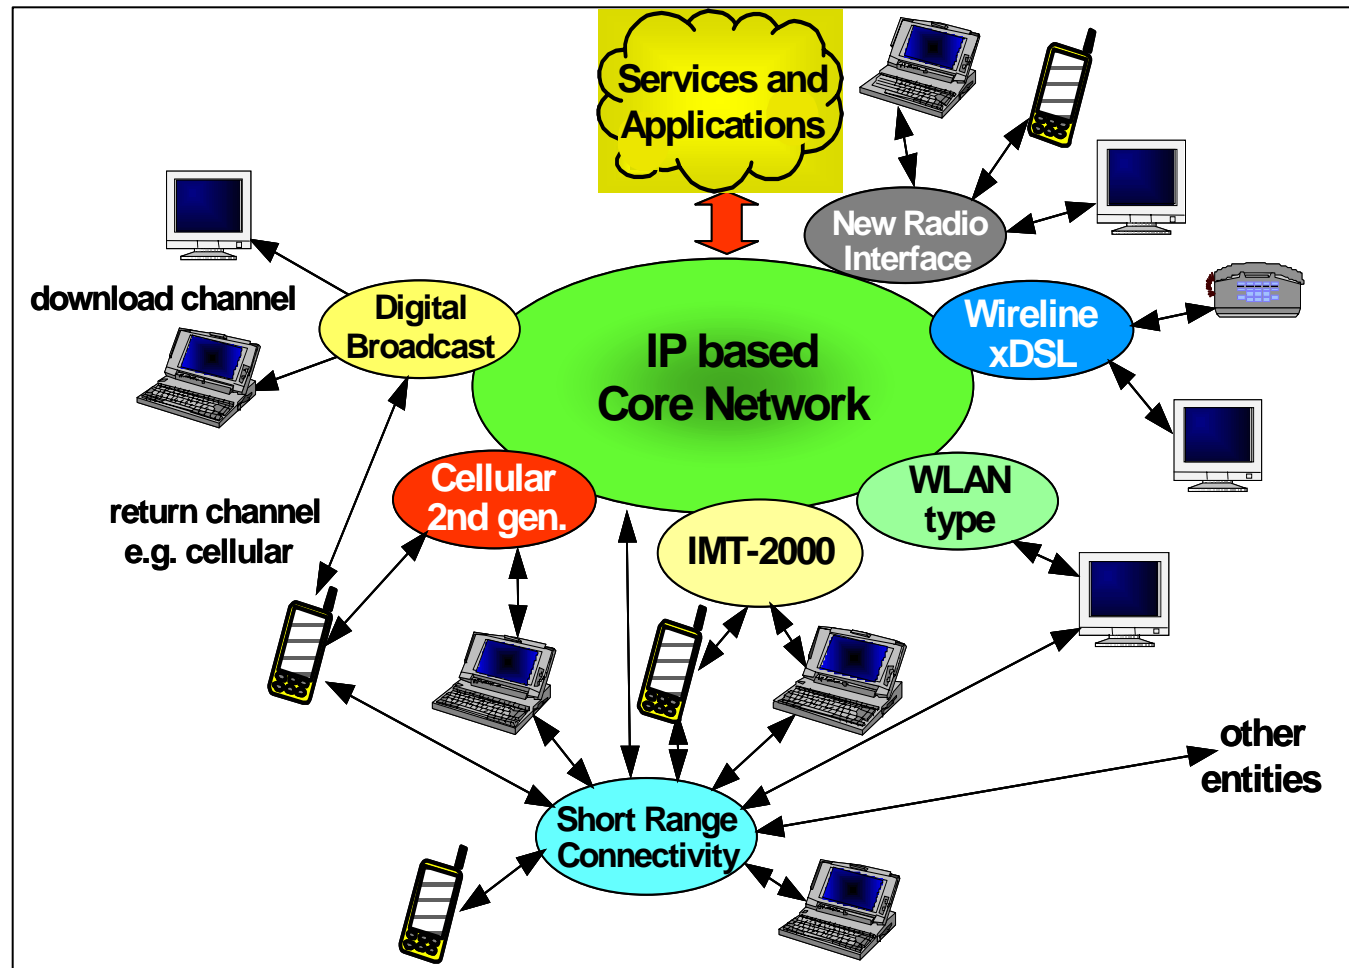 Services and
Applications
New Radio
Interface
download channel
Digital
Broadcast
IP based
Core Network
Wireline
xDSL
Cellular
2nd gen.
WLAN
type
return channel
e.g. cellular
IMT-2000
other
entities
Short Range
Connectivity